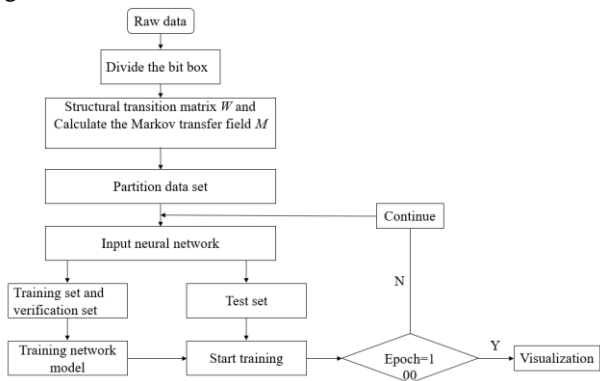 Raw data
Divide the bit box
Structural transition matrix W and
Calculate the Markov transfer field M
Partition data set
Continue
Input neural network
N
Training set and
verification set
Test set
Training network
model
Start training
Epoch=1
00
Y
Visualization